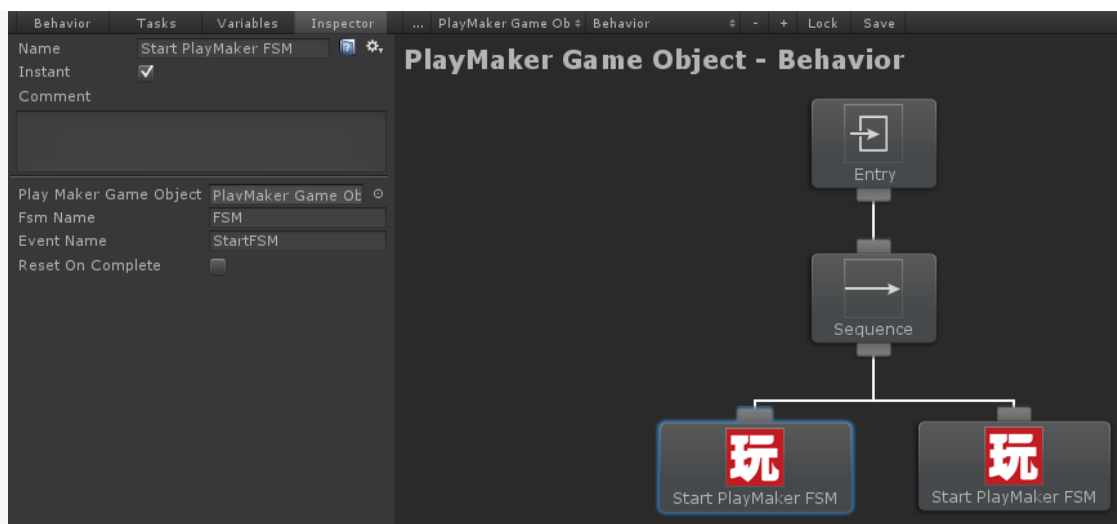 Behavior Tasks Variables Inspector ... PlayMaker Game Ob Behavior - + Lock Save
Name Start PlayMaker FSM
Instant
Comment
Play Maker Game Object PlayMaker Game Ob
Fsm Name FSM
Event Name StartFSM
Reset On Complete
PlayMaker Game Object - Behavior
Entry
Sequence
玩 玩
Start PlayMaker FSM Start PlayMaker FSM